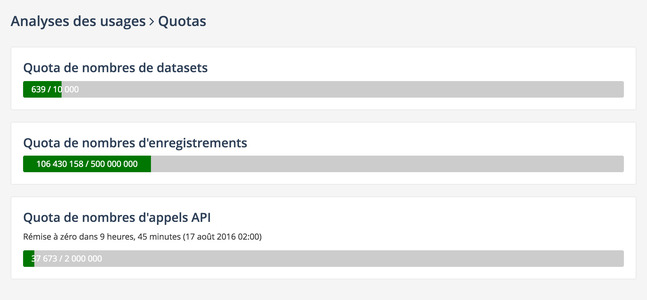 Analyses des usages > Quotas
Quota de nombres de datasets
639 / 10 000
Quota de nombres d'enregistrements
106 430 158 / 500 000 000
Quota de nombres d'appels API
Rémise à zéro dans 9 heures, 45 minutes (17 août 2016 02:00)
37 673 / 2 000 000